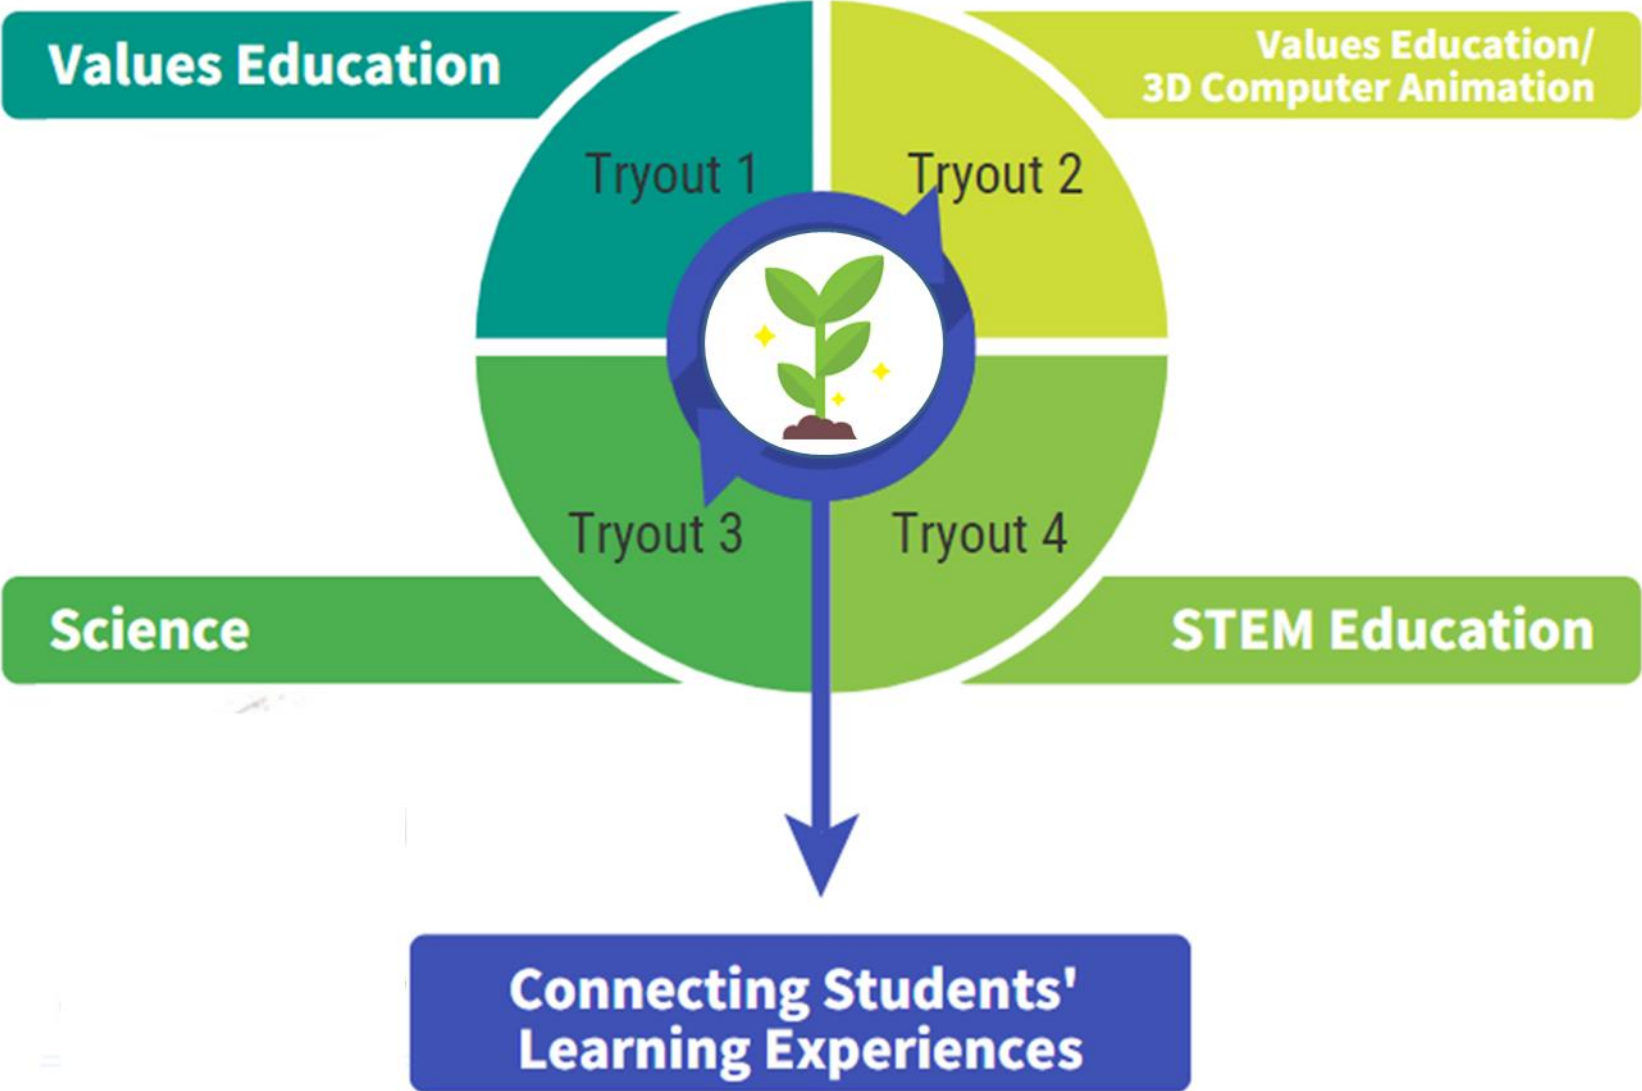 Values Education
Values Education/
3D Computer Animation
Tryout 1
Tryout 2
Tryout 3
Tryout 4
Science
STEM Education
Connecting Students'
Learning Experiences